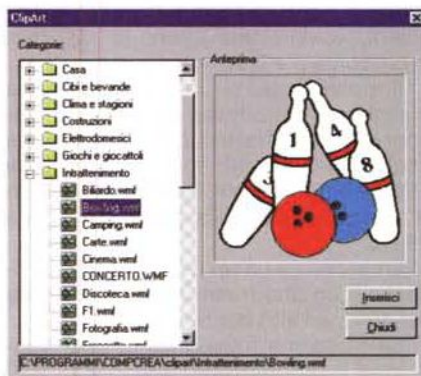 ClipArt
Categorie:
Casa
Cibi e bevande
Clima e stagioni
Costruzioni
Elettrodomesici
Giochi e giocattoli
Intrattenimento
Biliardo.wmf
Bowling.wmf
Camping.wmf
Carte.wmf
Cinema.wmf
CONCERTO.WMF
Discoteca.wmf
F1.wmf
Fotografia.wmf
Anteprima
1
4
8
3
Inserisci
Chiudi
C:\PROGRAMMI\COMPCREA\clipart\Intrattenimento\Bowling.wmf